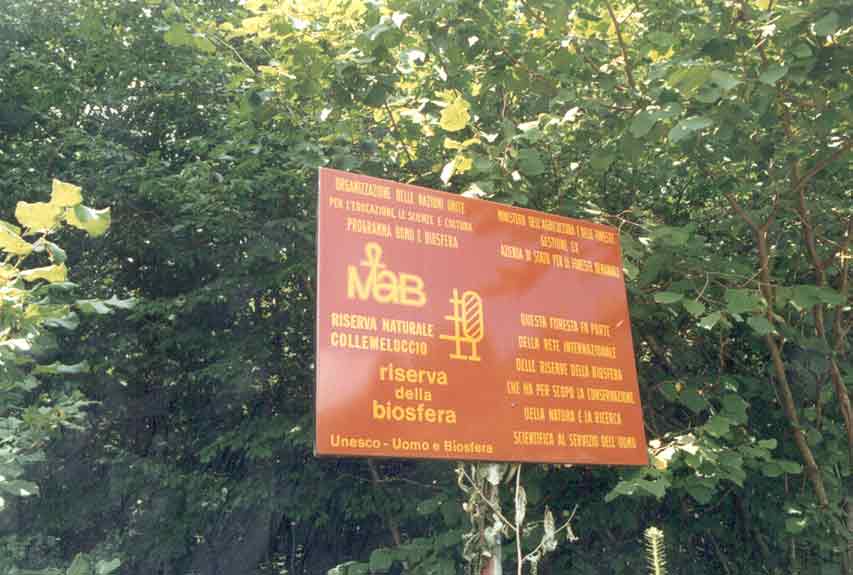 ORGANIZZAZIONE DELLE NAZIONI UNITE
PER L'EDUCAZIONE, LE SCIENZE E CULTURA
PROGRAMMA UOMO E BIOSFERA
MaB
RISERVA NATURALE
COLLEMELUCCIO
riserva
della
biosfera
Unesco - Uomo e Biosfera
MINISTERO DELL'AGRICOLTURA E DELLE FORESTE
GESTIONE EX
AZIENDA DI STATO PER LE FORESTE DEMANIALI
QUESTA FORESTA FA PARTE
DELLA RETE INTERNAZIONALE
DELLE RISERVE DELLA BIOSFERA
CHE HA PER SCOPO LA CONSERVAZIONE
DELLA NATURA E LA RICERCA
SCIENTIFICA AL SERVIZIO DELL'UOMO